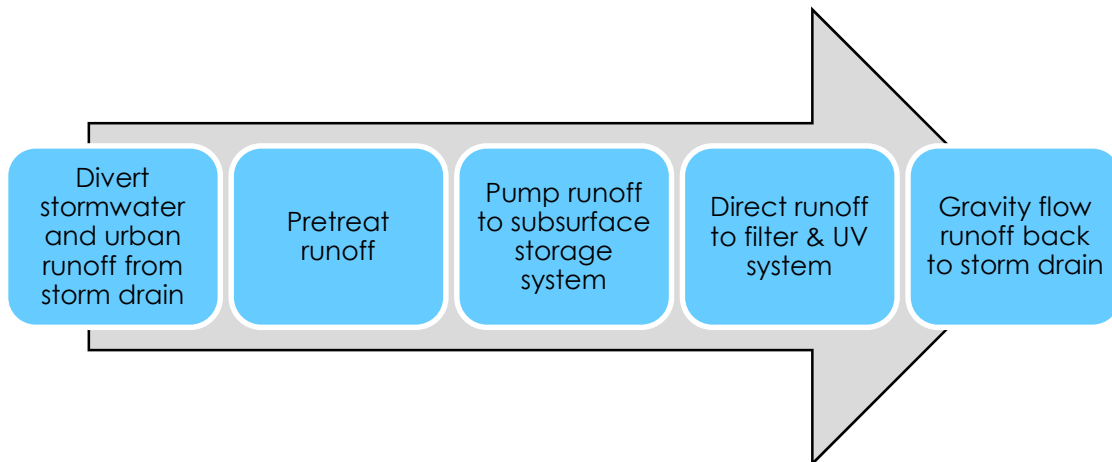 Divert
stormwater
and urban
runoff from
storm drain
Pretreat
runoff
Pump runoff
to subsurface
storage
system
Direct runoff
to filter & UV
system
Gravity flow
runoff back
to storm drain